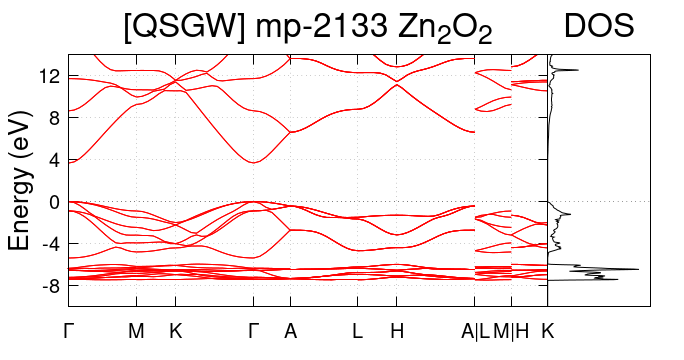 [QSGW] mp-2133 Zn₂O₂ DOS
Energy (eV)
12
8
4
0
-4
-8
Γ M K Γ A L H A|L M|H K